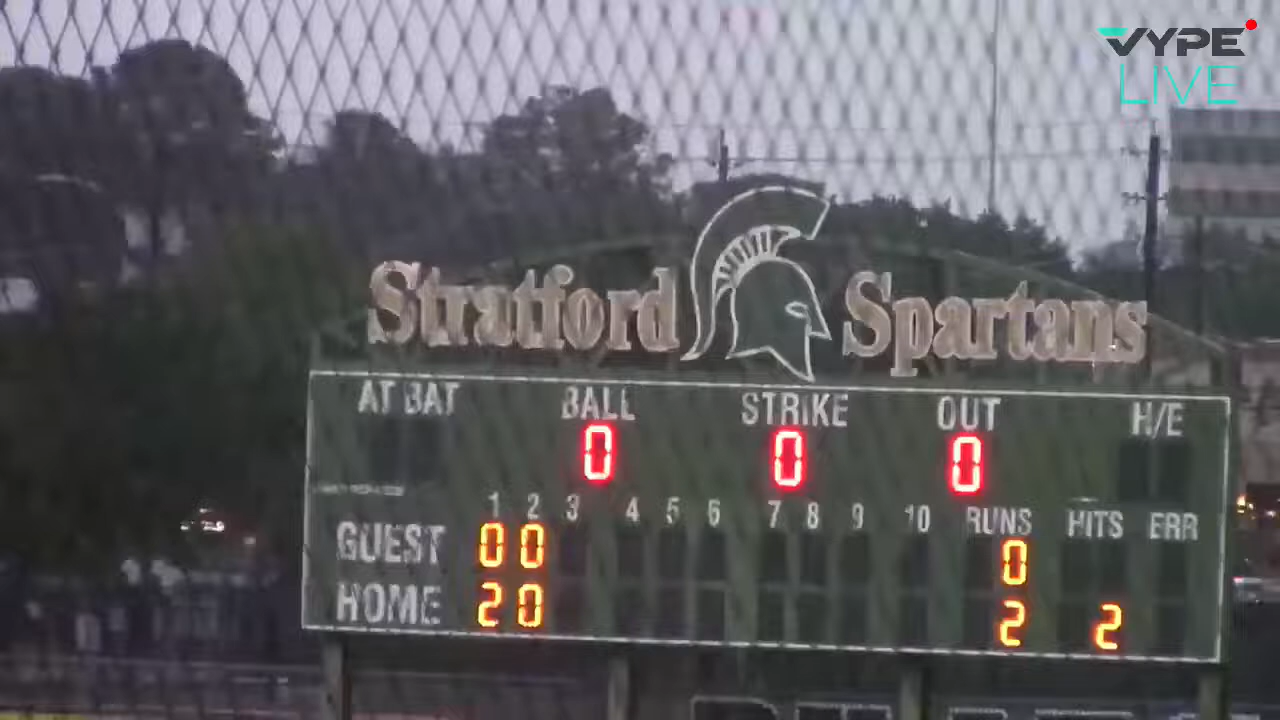 VYPE
LIVE
Stratford Spartans
AT BAT BALL STRIKE OUT H/E
0 0 0
1 2 3 4 5 6 7 8 9 10 RUNS HITS ERR
GUEST 0 0 0
HOME 2 0 2 2